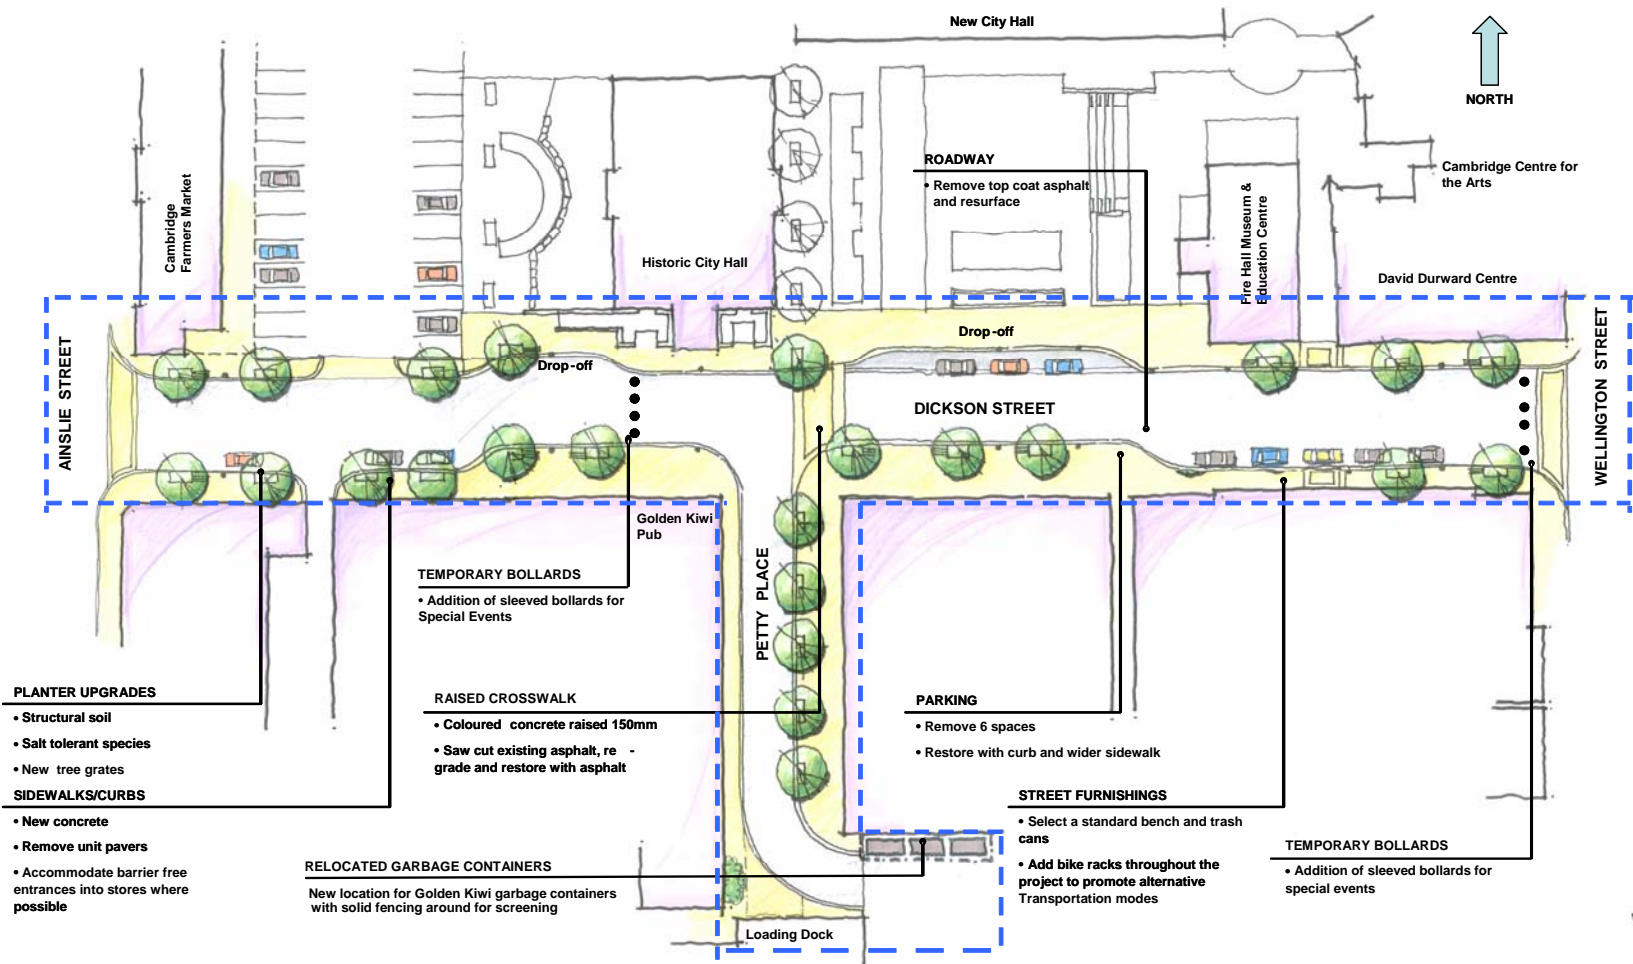 New City Hall
NORTH
ROADWAY
• Remove top coat asphalt
and resurface
Cambridge Centre for
the Arts
Cambridge
Farmers Market
Historic City Hall
Fire Hall Museum &
Education Centre
David Durward Centre
AINSLIE STREET
Drop-off
Drop-off
DICKSON STREET
WELLINGTON STREET
Golden Kiwi
Pub
PETTY PLACE
TEMPORARY BOLLARDS
• Addition of sleeved bollards for
Special Events
PLANTER UPGRADES
• Structural soil
• Salt tolerant species
• New tree grates
SIDEWALKS/CURBS
• New concrete
• Remove unit pavers
• Accommodate barrier free
entrances into stores where
possible
RAISED CROSSWALK
• Coloured concrete raised 150mm
• Saw cut existing asphalt, re -
grade and restore with asphalt
PARKING
• Remove 6 spaces
• Restore with curb and wider sidewalk
STREET FURNISHINGS
• Select a standard bench and trash
cans
• Add bike racks throughout the
project to promote alternative
Transportation modes
TEMPORARY BOLLARDS
• Addition of sleeved bollards for
special events
RELOCATED GARBAGE CONTAINERS
New location for Golden Kiwi garbage containers
with solid fencing around for screening
Loading Dock